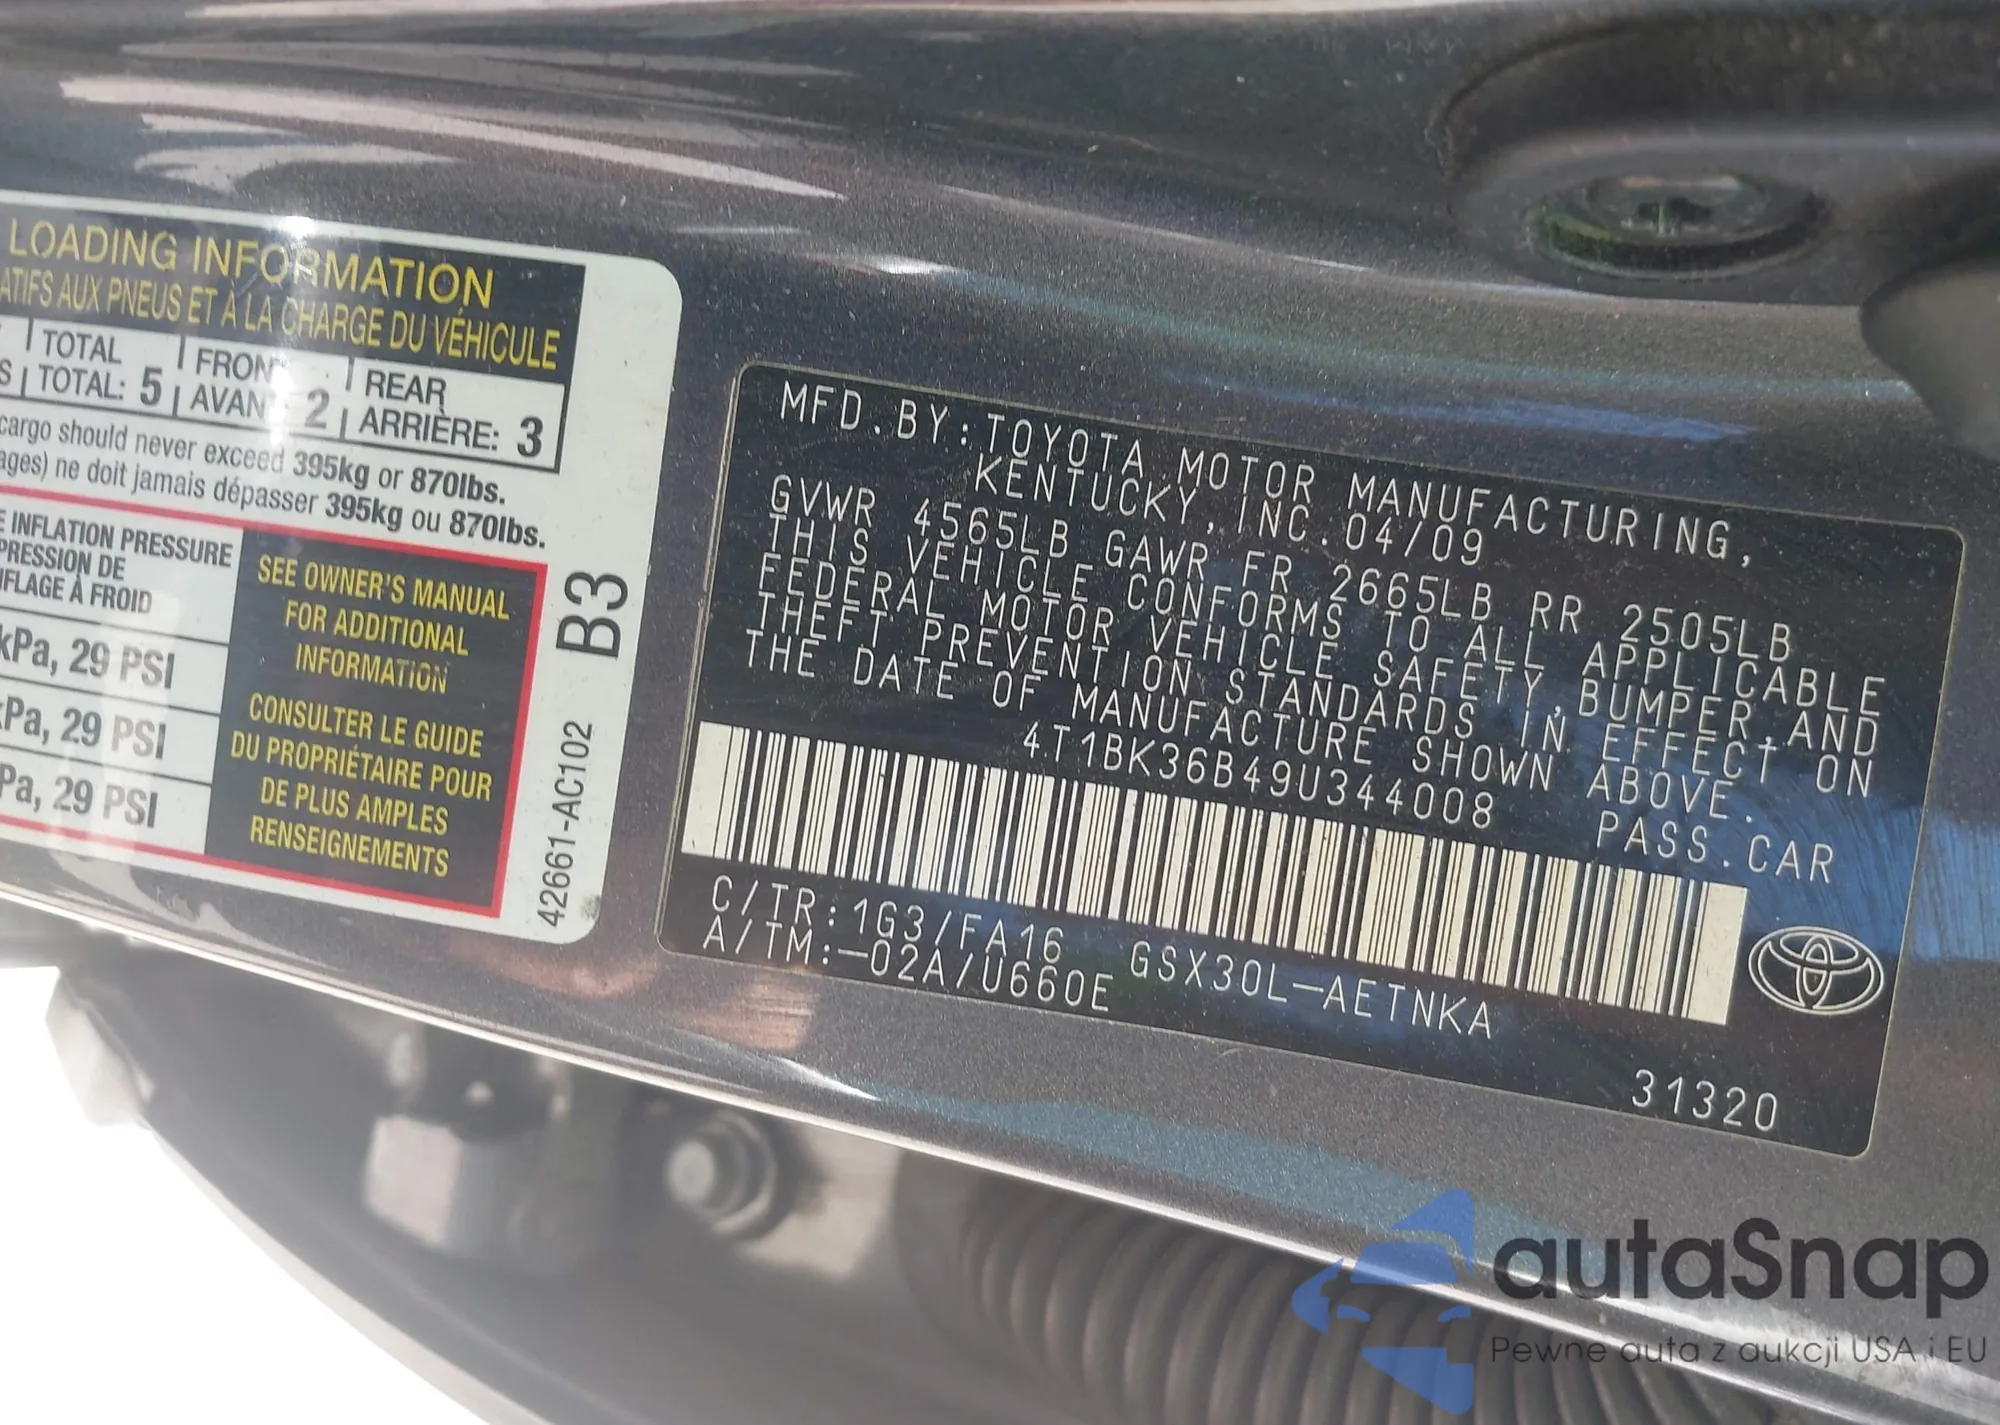 LOADING INFORMATION
ATIFS AUX PNEUS ET À LA CHARGE DU VÉHICULE
TOTAL FRONT REAR
S TOTAL: 5 AVANT: 2 ARRIÈRE: 3
cargo should never exceed 395kg or 870lbs.
ages) ne doit jamais dépasser 395kg ou 870lbs.
E INFLATION PRESSURE
PRESSION DE
FLAGE À FROID
kPa, 29 PSI
kPa, 29 PSI
Pa, 29 PSI
SEE OWNER'S MANUAL
FOR ADDITIONAL
INFORMATION
CONSULTER LE GUIDE
DU PROPRIÉTAIRE POUR
DE PLUS AMPLES
RENSEIGNEMENTS
42661-AC102 B3
MFD.BY:TOYOTA MOTOR MANUFACTURING,
KENTUCKY,INC.04/09
GVWR 4565LB GAWR FR 2665LB RR 2505LB
THIS VEHICLE CONFORMS TO ALL APPLICABLE
FEDERAL MOTOR VEHICLE SAFETY,BUMPER,AND
THEFT PREVENTION STANDARDS IN EFFECT ON
THE DATE OF MANUFACTURE SHOWN ABOVE.
4T1BK36B49U344008 PASS.CAR
C/TR:1G3/FA16 GSX30L-AETNKA
A/TM:-02A/U660E
31320
autaSnap
Pewne auta z aukcji USA i EU